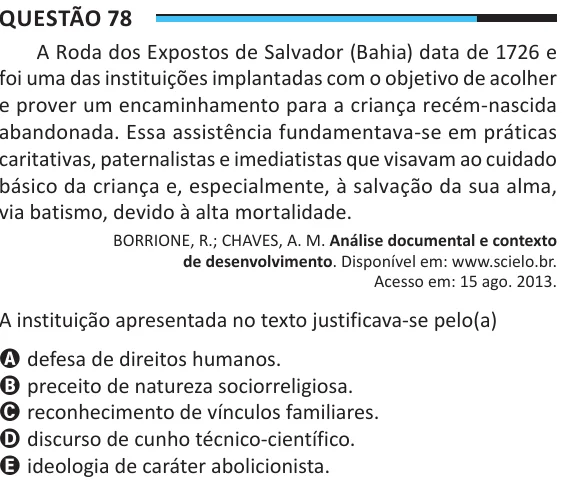 QUESTÃO 78
A Roda dos Expostos de Salvador (Bahia) data de 1726 e
foi uma das instituições implantadas com o objetivo de acolher
e prover um encaminhamento para a criança recém-nascida
abandonada. Essa assistência fundamentava-se em práticas
caritativas, paternalistas e imediatistas que visavam ao cuidado
básico da criança e, especialmente, à salvação da sua alma,
via batismo, devido à alta mortalidade.
BORRIONE, R.; CHAVES, A. M. Análise documental e contexto
de desenvolvimento. Disponível em: www.scielo.br.
Acesso em: 15 ago. 2013.
A instituição apresentada no texto justificava-se pelo(a)
A defesa de direitos humanos.
B preceito de natureza sociorreligiosa.
C reconhecimento de vínculos familiares.
D discurso de cunho técnico-científico.
E ideologia de caráter abolicionista.